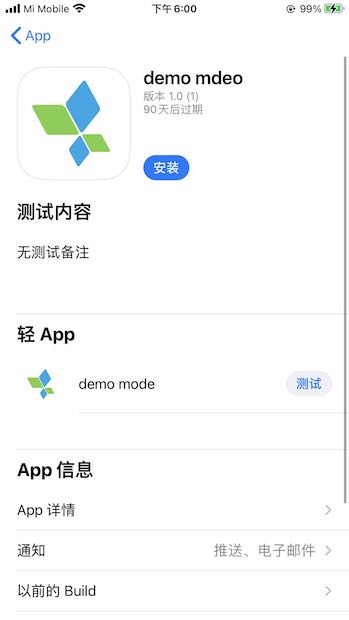 Mi Mobile 下午6:00 99%
App
demo mdeo
版本 1.0 (1)
90天后过期
安装
测试内容
无测试备注
轻 App
demo mode 测试
App 信息
App 详情
通知 推送、电子邮件
以前的 Build